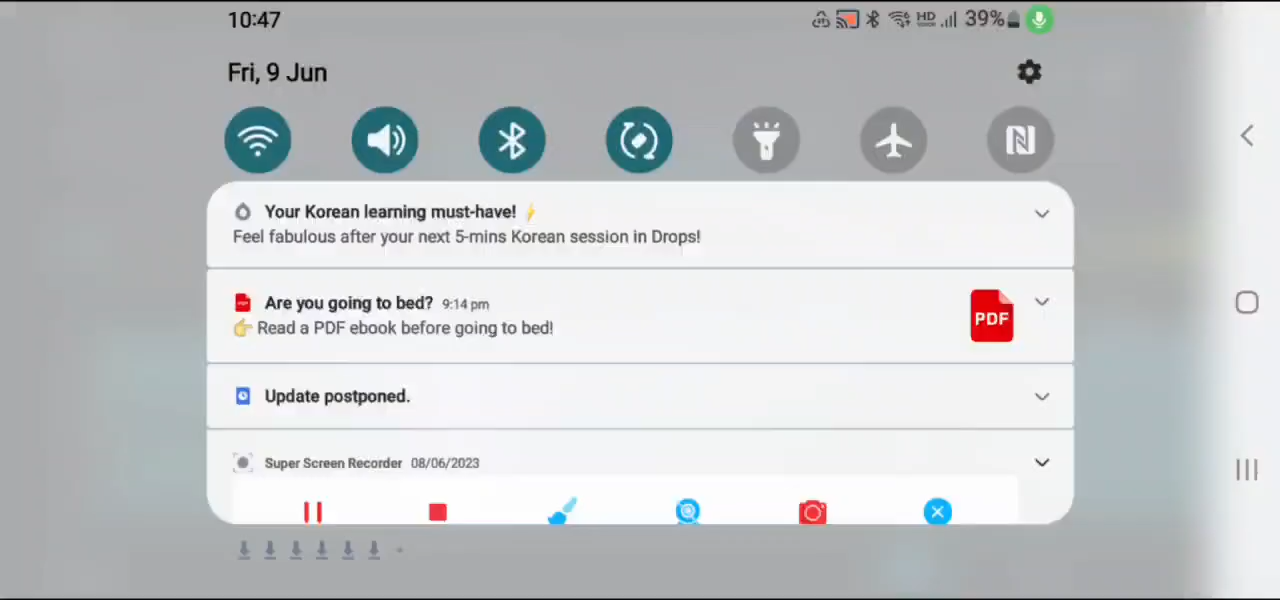 10:47
HD
39%
Fri, 9 Jun
Your Korean learning must-have! ⚡
Feel fabulous after your next 5-mins Korean session in Drops!
Are you going to bed? 9:14 pm
👉 Read a PDF ebook before going to bed!
PDF
Update postponed.
Super Screen Recorder 08/06/2023